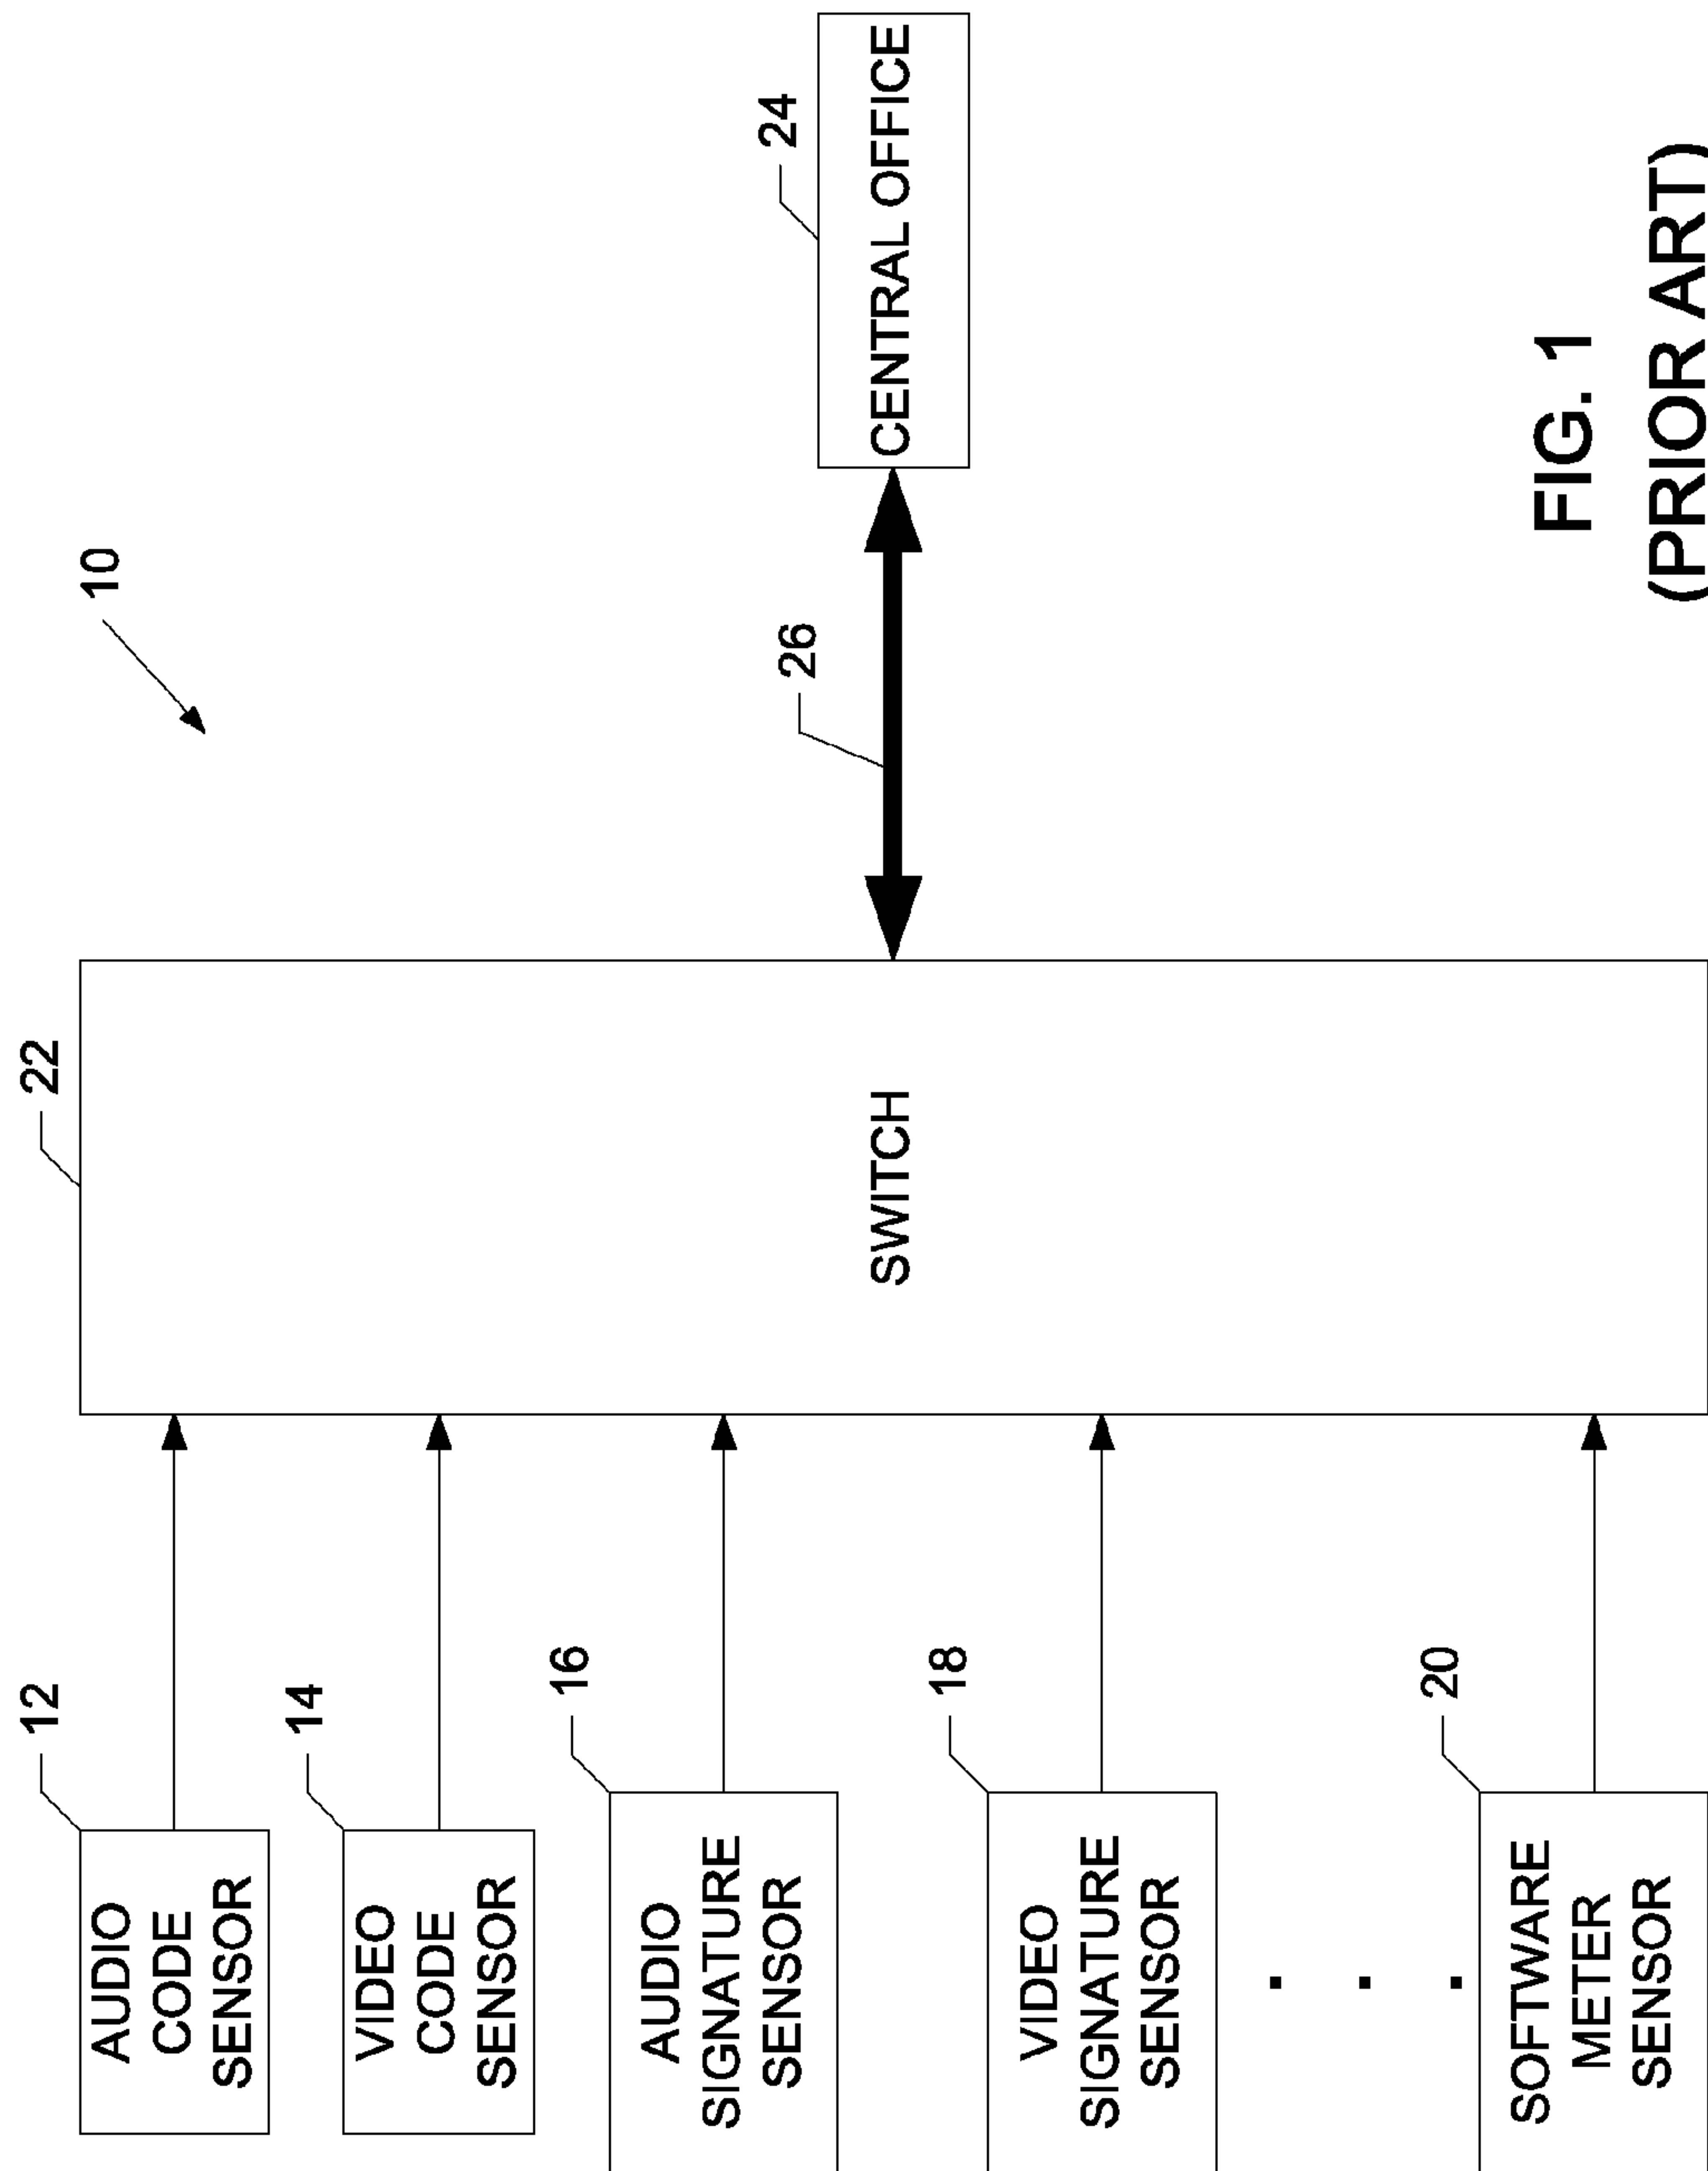 10
12
AUDIO
CODE
SENSOR
14
VIDEO
CODE
SENSOR
16
AUDIO
SIGNATURE
SENSOR
18
VIDEO
SIGNATURE
SENSOR
. . .
20
SOFTWARE
METER
SENSOR
22
SWITCH
26
24
CENTRAL OFFICE
FIG. 1
(PRIOR ART)